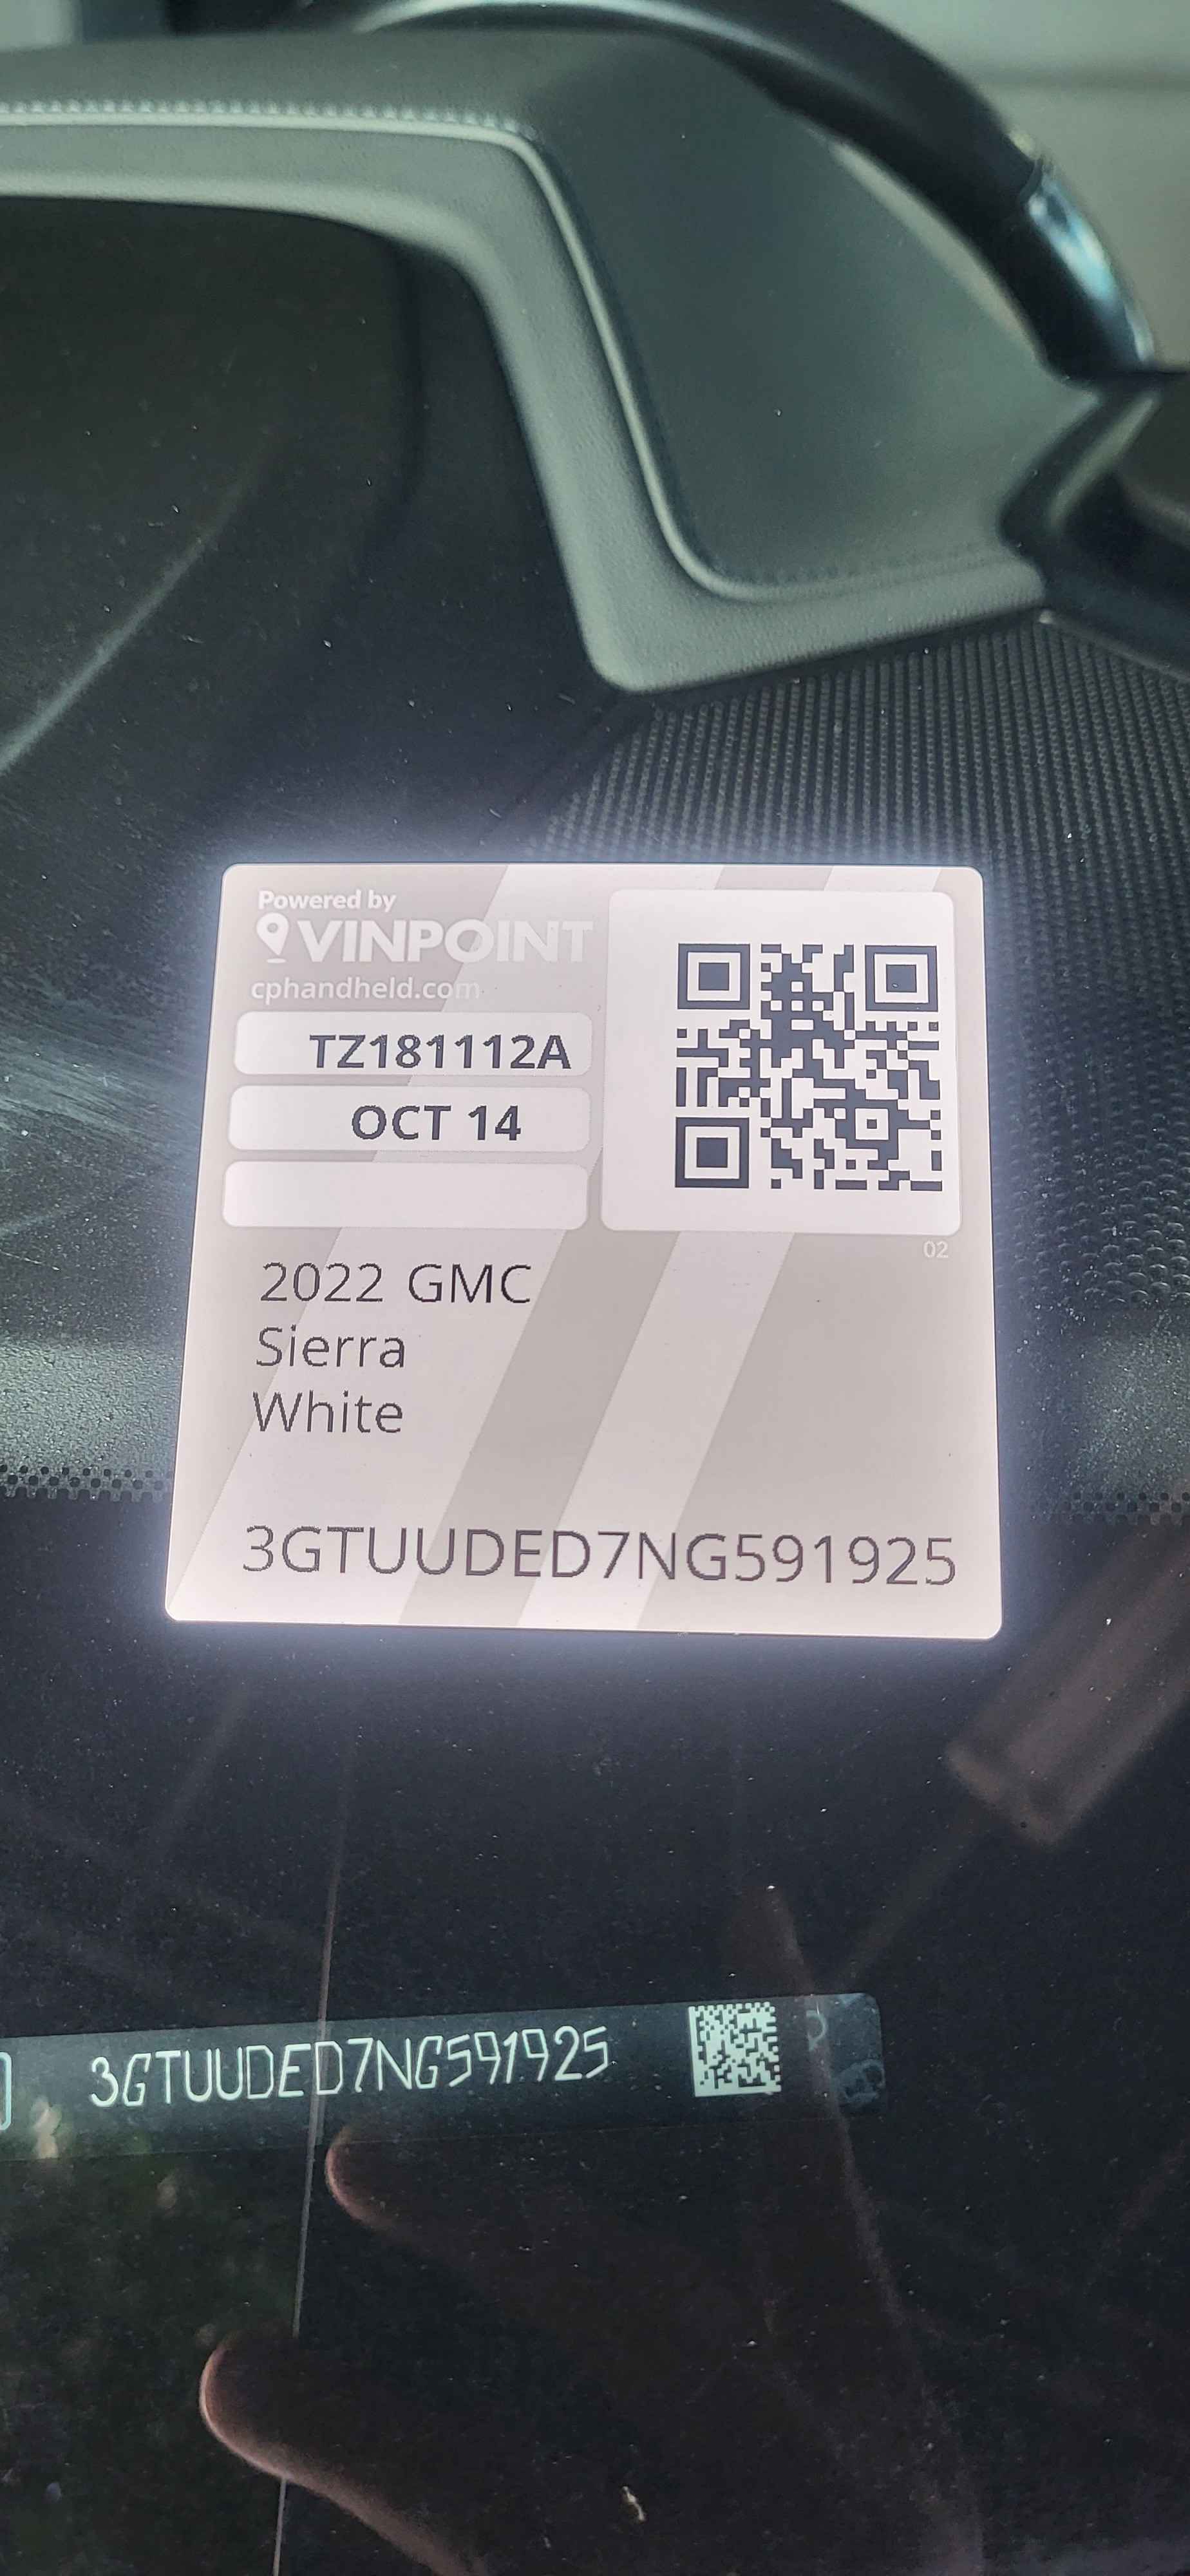 Powered by
VINPOINT
cphandheld.com
TZ181112A
OCT 14
02
2022 GMC
Sierra
White
3GTUUDED7NG591925
3GTUUDED7NG591925